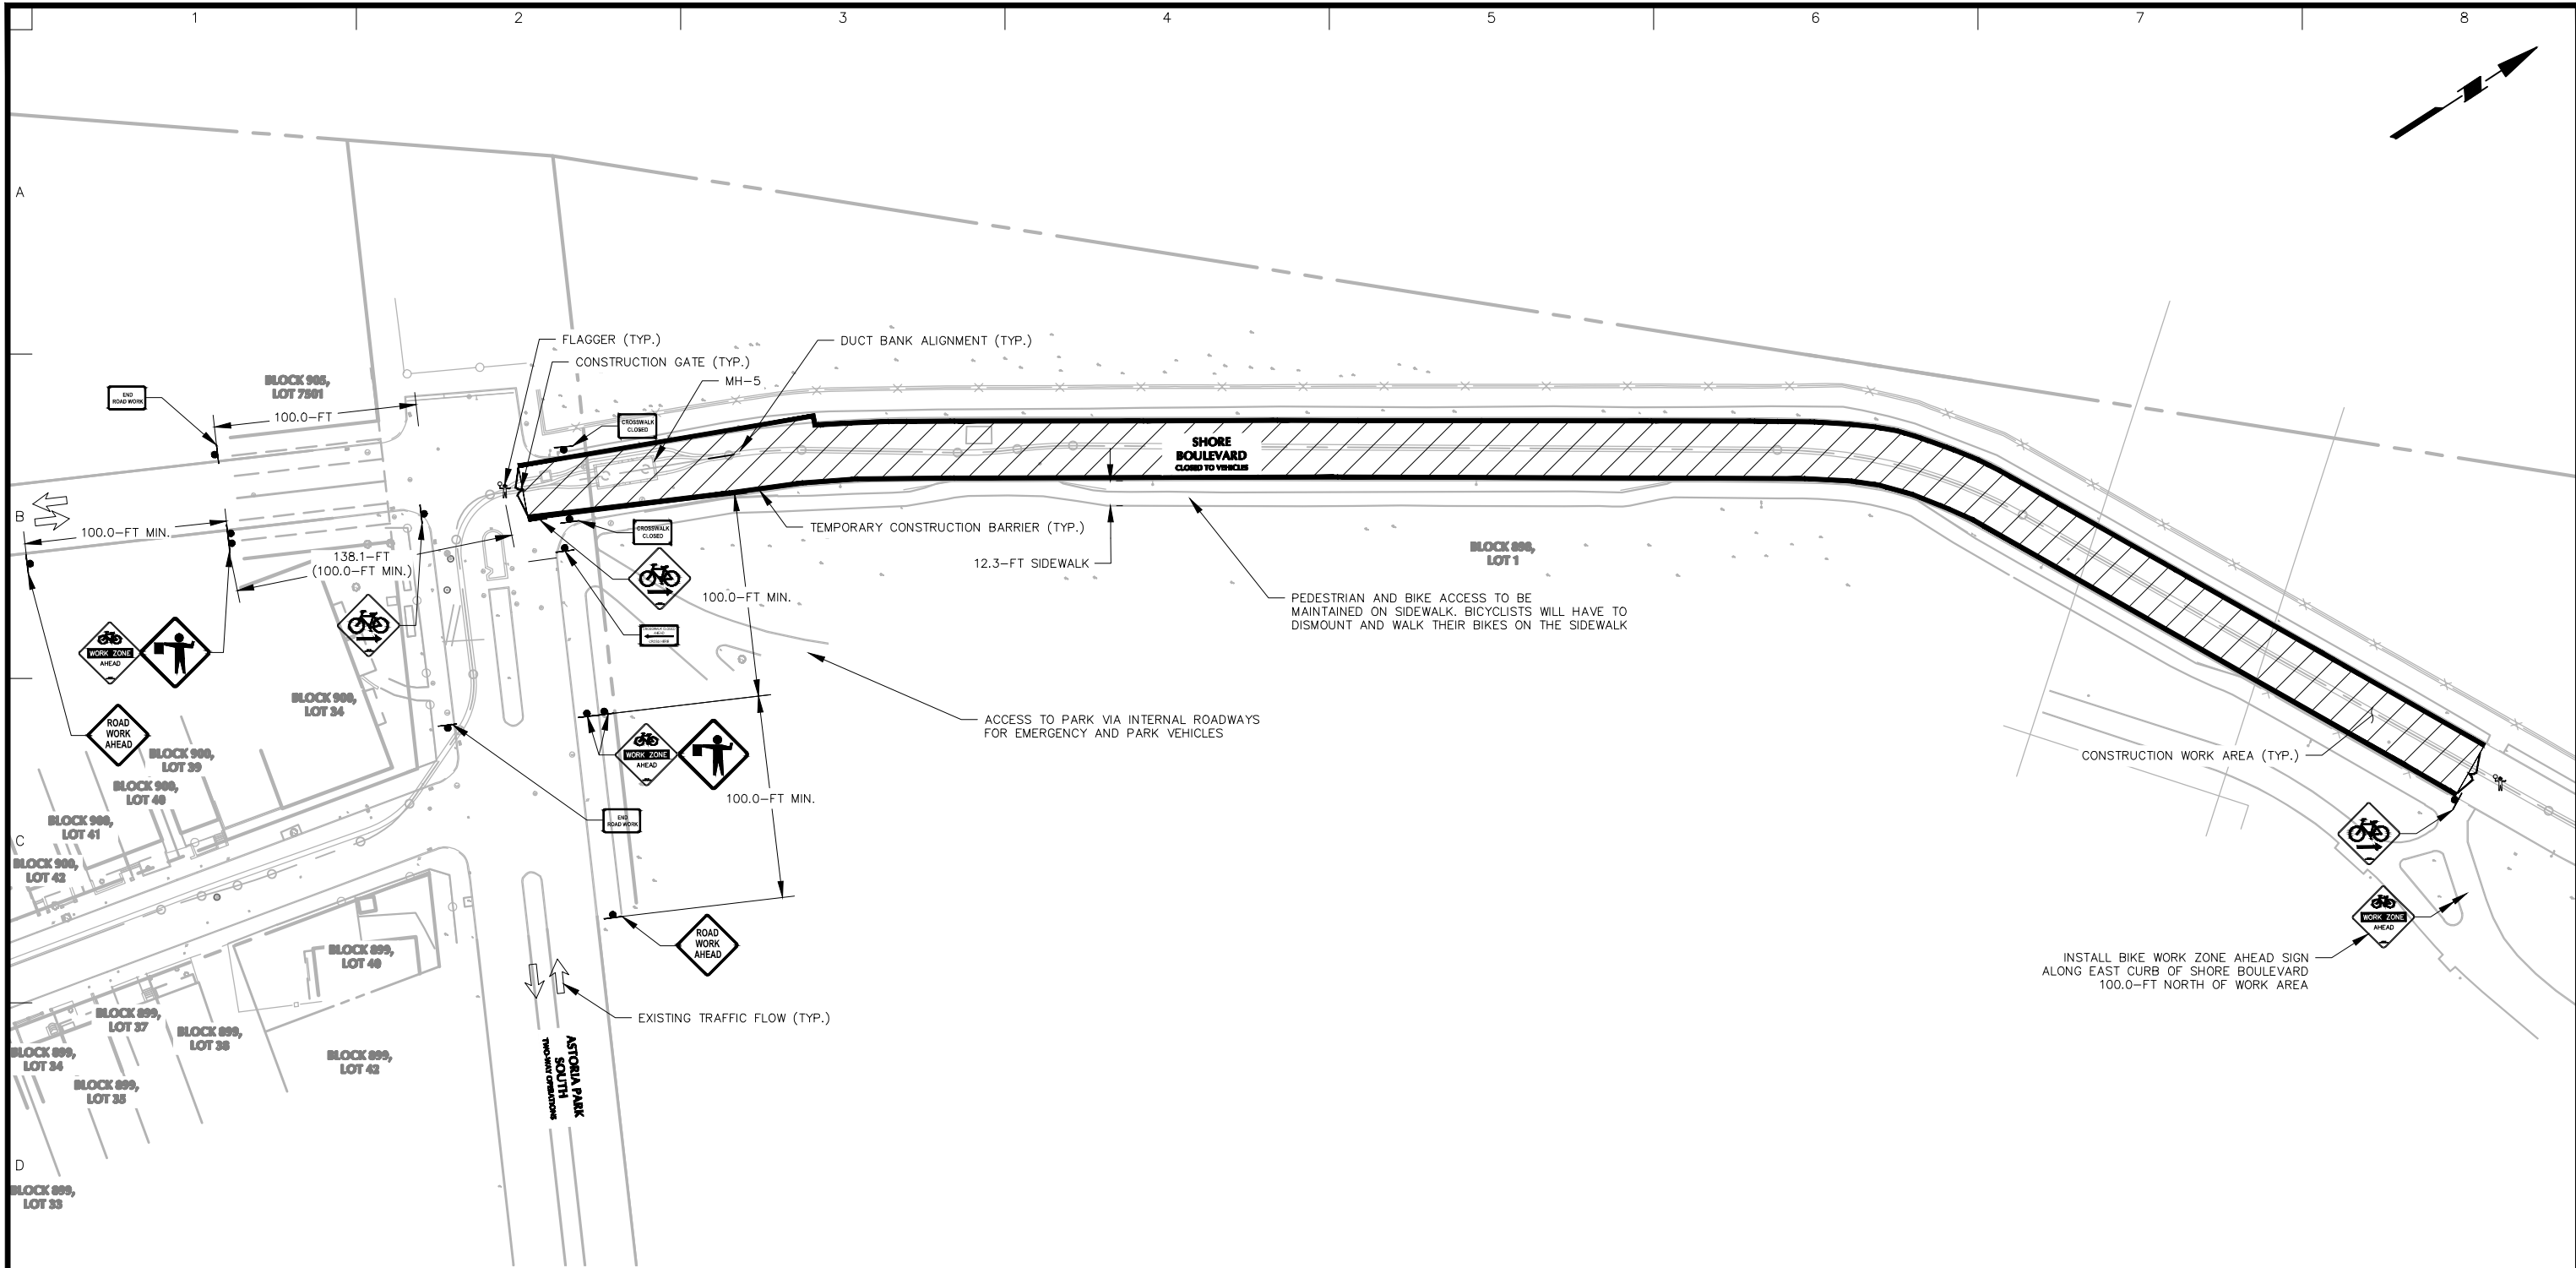 1
2
3
4
5
6
7
8
A
B
C
D
FLAGGER (TYP.)
CONSTRUCTION GATE (TYP.)
MH-5
DUCT BANK ALIGNMENT (TYP.)
END
ROAD WORK
BLOCK 905,
LOT 7501
100.0-FT
CROSSWALK
CLOSED
SHORE
BOULEVARD
CLOSED TO VEHICLES
100.0-FT MIN.
138.1-FT
(100.0-FT MIN.)
CROSSWALK
CLOSED
TEMPORARY CONSTRUCTION BARRIER (TYP.)
12.3-FT SIDEWALK
BLOCK 898,
LOT 1
100.0-FT MIN.
PEDESTRIAN AND BIKE ACCESS TO BE
MAINTAINED ON SIDEWALK. BICYCLISTS WILL HAVE TO
DISMOUNT AND WALK THEIR BIKES ON THE SIDEWALK
WORK ZONE
AHEAD
BLOCK 900,
LOT 34
ROAD
WORK
AHEAD
BLOCK 900,
LOT 39
BLOCK 900,
LOT 40
BLOCK 900,
LOT 41
BLOCK 900,
LOT 42
ACCESS TO PARK VIA INTERNAL ROADWAYS
FOR EMERGENCY AND PARK VEHICLES
WORK ZONE
AHEAD
100.0-FT MIN.
END
ROAD WORK
CONSTRUCTION WORK AREA (TYP.)
ROAD
WORK
AHEAD
WORK ZONE
AHEAD
INSTALL BIKE WORK ZONE AHEAD SIGN
ALONG EAST CURB OF SHORE BOULEVARD
100.0-FT NORTH OF WORK AREA
BLOCK 899,
LOT 40
EXISTING TRAFFIC FLOW (TYP.)
BLOCK 899,
LOT 37
BLOCK 899,
LOT 38
BLOCK 899,
LOT 42
BLOCK 899,
LOT 34
BLOCK 899,
LOT 35
BLOCK 899,
LOT 33
ASTORIA PARK
SOUTH
TWO-WAY OPERATIONS